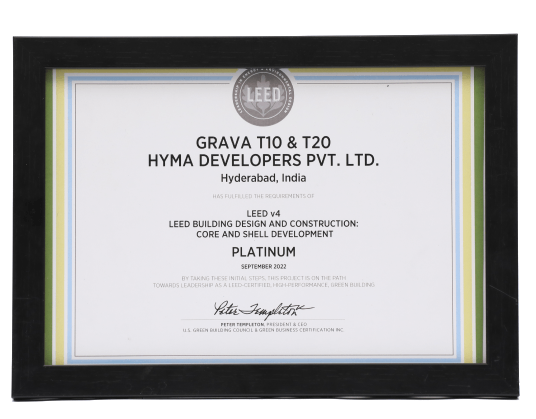 LEED
GRAVA T10 & T20
HYMA DEVELOPERS PVT. LTD.
Hyderabad, India
HAS FULFILLED THE REQUIREMENTS OF
LEED v4
LEED BUILDING DESIGN AND CONSTRUCTION:
CORE AND SHELL DEVELOPMENT
PLATINUM
SEPTEMBER 2022
BY TAKING THESE INITIAL STEPS, THIS PROJECT IS ON THE PATH
TOWARDS LEADERSHIP AS A LEED-CERTIFIED, HIGH-PERFORMANCE, GREEN BUILDING
Peter Templeton
PETER TEMPLETON, PRESIDENT & CEO
U.S. GREEN BUILDING COUNCIL & GREEN BUSINESS CERTIFICATION INC.